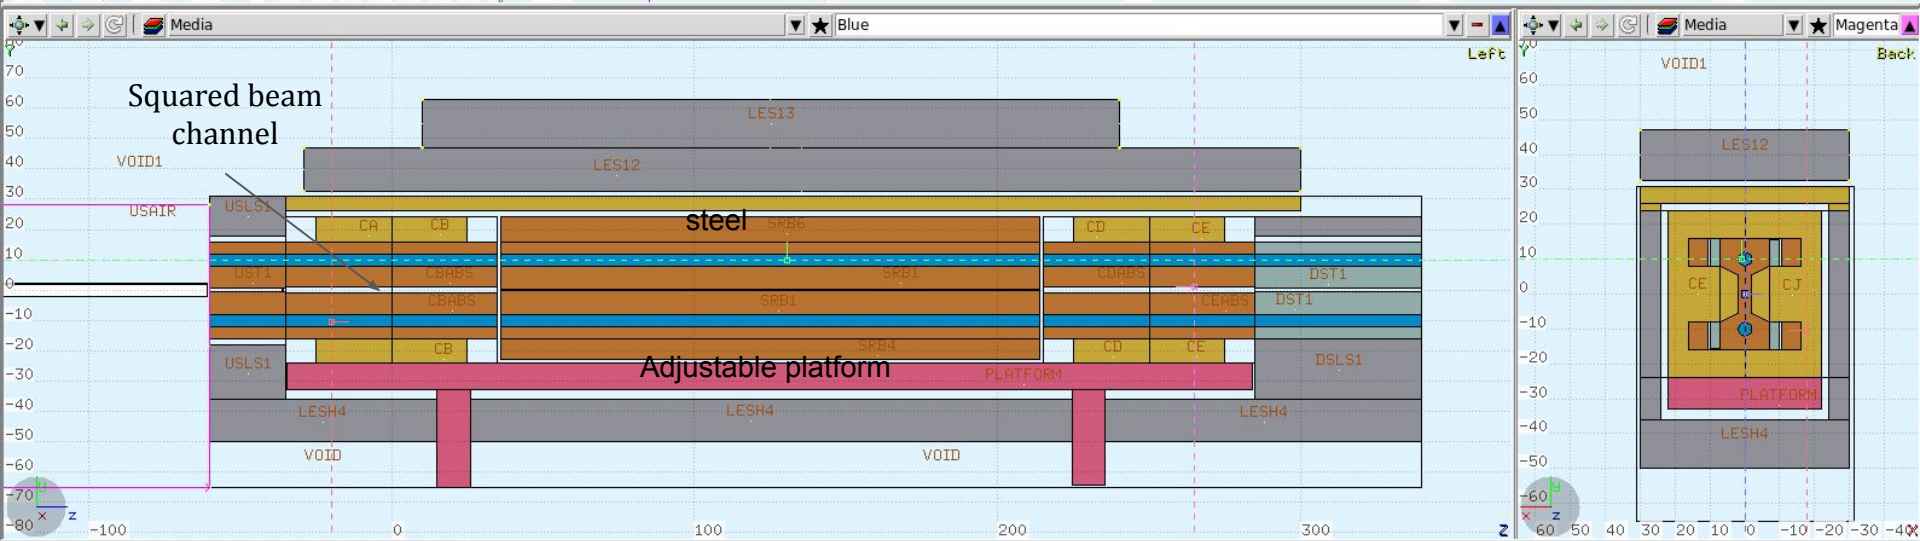 Media
Blue
Media
Magenta
Left
Back
Y
70
60
50
40
30
20
10
0
-10
-20
-30
-40
-50
-60
-70
-80
Squared beam
channel
VOID1
USAIR
USLS1
LES13
LES12
CA
CB
steel
SRB6
CD
CE
UST1
CBABS
SRB1
CDABS
DST1
CBABS
SRB1
CEABS
DST1
USLS1
CB
SRB4
CD
CE
DSLS1
Adjustable platform
PLATFORM
LESH4
LESH4
LESH4
VOID
VOID
y
x
z
-100
0
100
200
300
Z
Y
60
50
40
30
20
10
0
-10
-20
-30
-40
-50
-60
VOID1
LES12
CE
CJ
PLATFORM
LESH4
y
x
z
60
50
40
30
20
10
0
-10
-20
-30